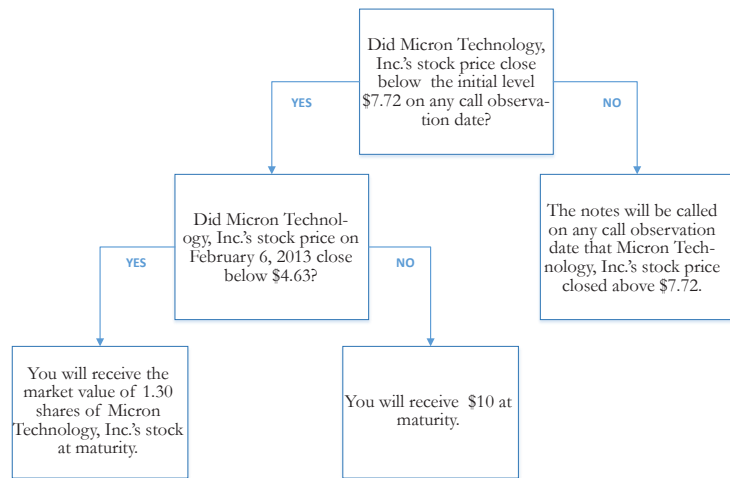 Did Micron Technology,
Inc.'s stock price close
below the initial level
$7.72 on any call observa-
tion date?
YES
NO
Did Micron Technol-
ogy, Inc.'s stock price on
February 6, 2013 close
below $4.63?
The notes will be called
on any call observation
date that Micron Tech-
nology, Inc.'s stock price
closed above $7.72.
YES
NO
You will receive the
market value of 1.30
shares of Micron
Technology, Inc.'s stock
at maturity.
You will receive $10 at
maturity.